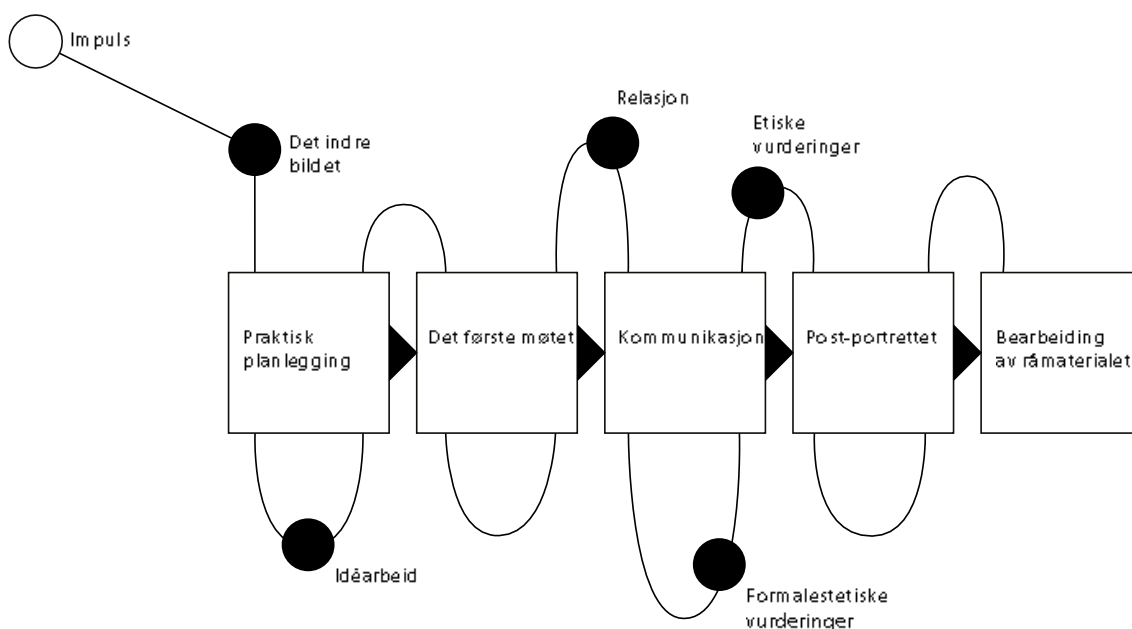 Impuls
Det indre
bildet
Relasjon
Etiske
vurderinger
Praktisk
planlegging
Det første møtet
Kommunikasjon
Post-portrettet
Bearbeiding
av råmaterialet
Idéarbeid
Formalestetiske
vurderinger